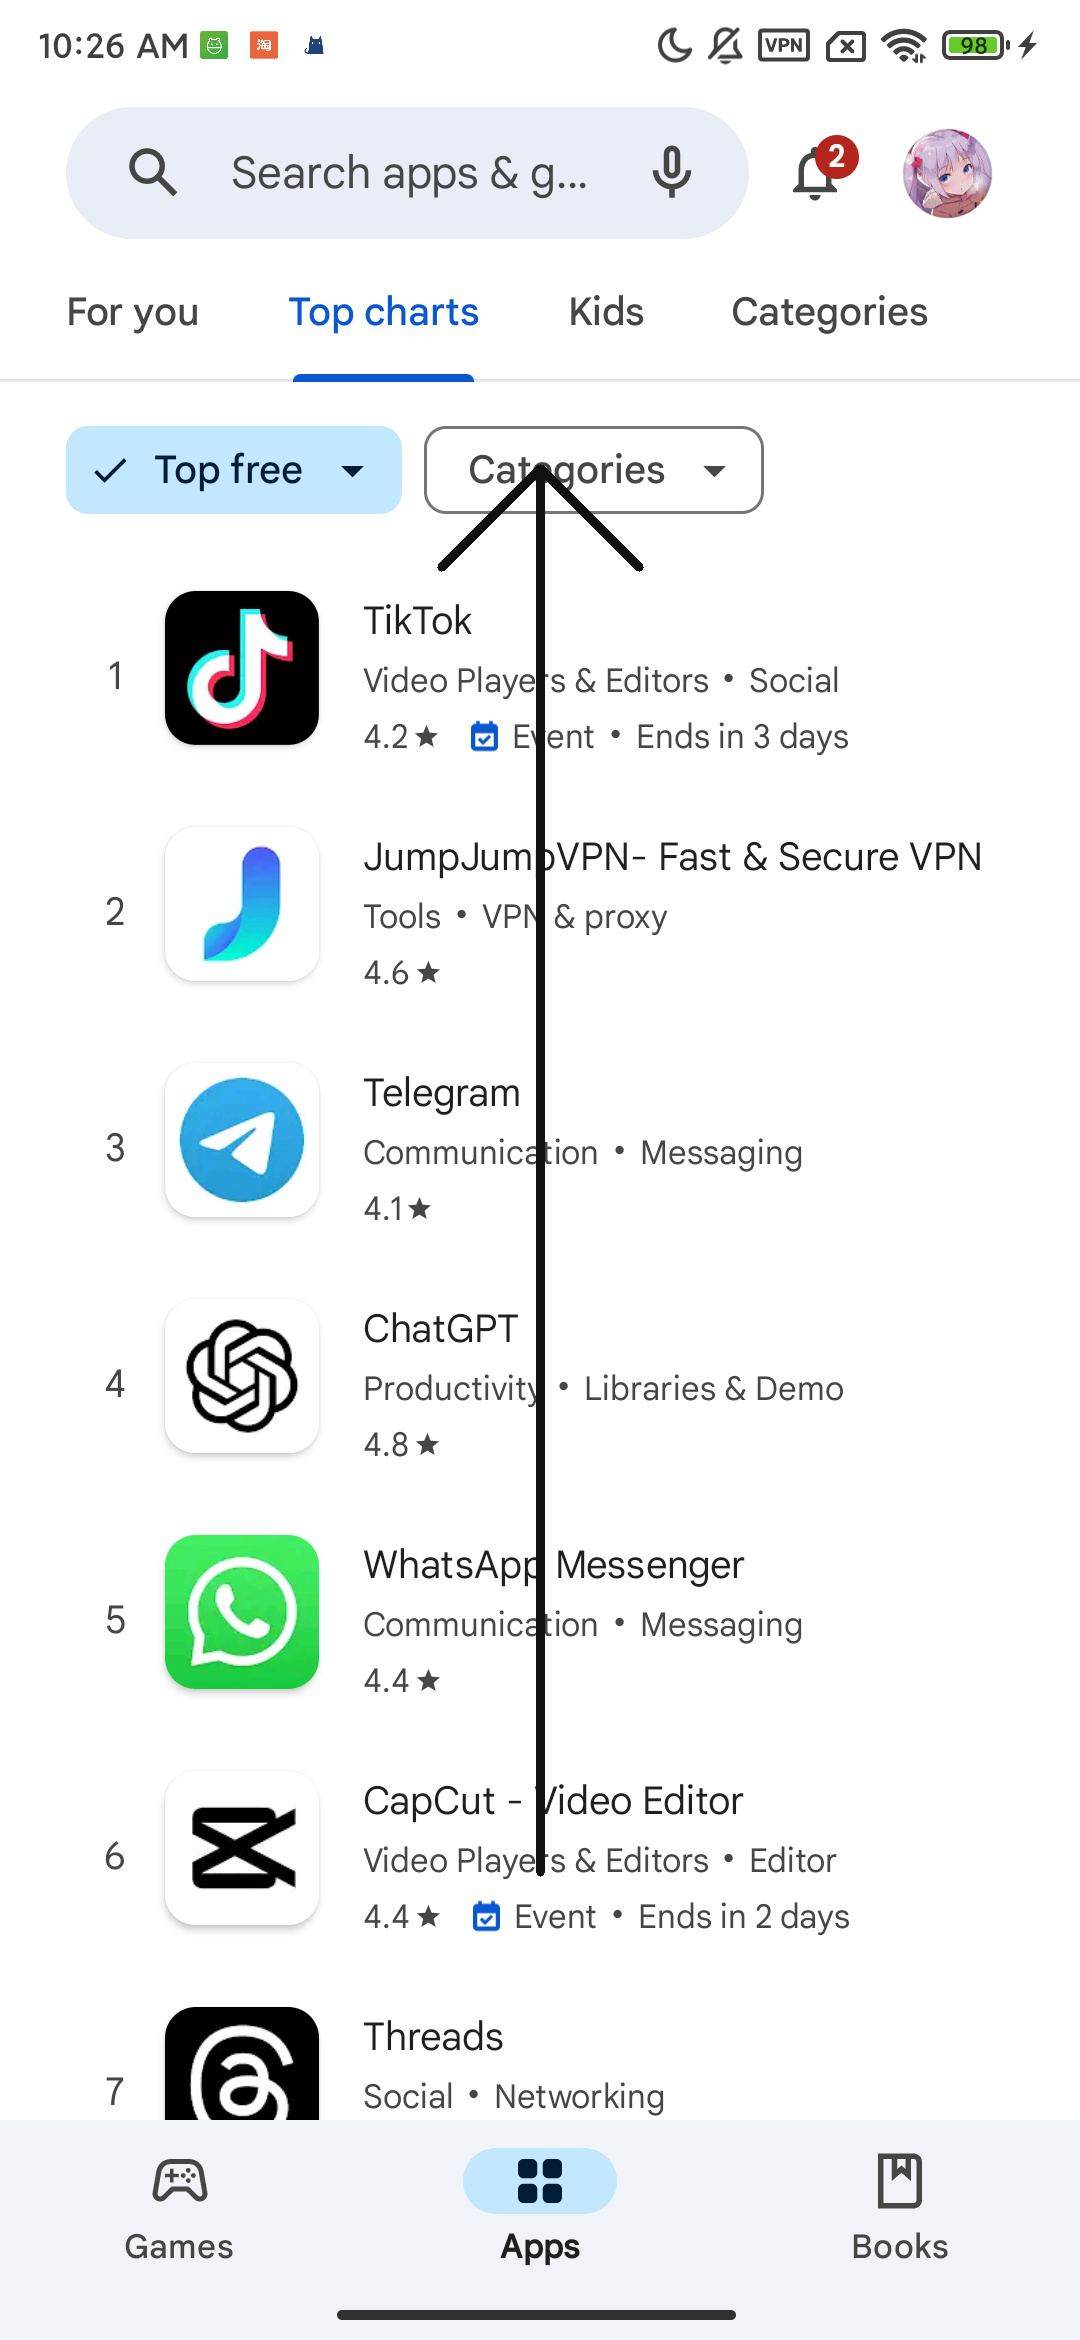 10:26 AM
淘
VPN
98
Search apps & g...
2
For you
Top charts
Kids
Categories
Top free
Categories
1
TikTok
Video Players & Editors • Social
4.2 ★ Event • Ends in 3 days
2
JumpJumpVPN- Fast & Secure VPN
Tools • VPN & proxy
4.6 ★
3
Telegram
Communication • Messaging
4.1 ★
4
ChatGPT
Productivity • Libraries & Demo
4.8 ★
5
WhatsApp Messenger
Communication • Messaging
4.4 ★
6
CapCut - Video Editor
Video Players & Editors • Editor
4.4 ★ Event • Ends in 2 days
7
Threads
Social • Networking
Games
Apps
Books